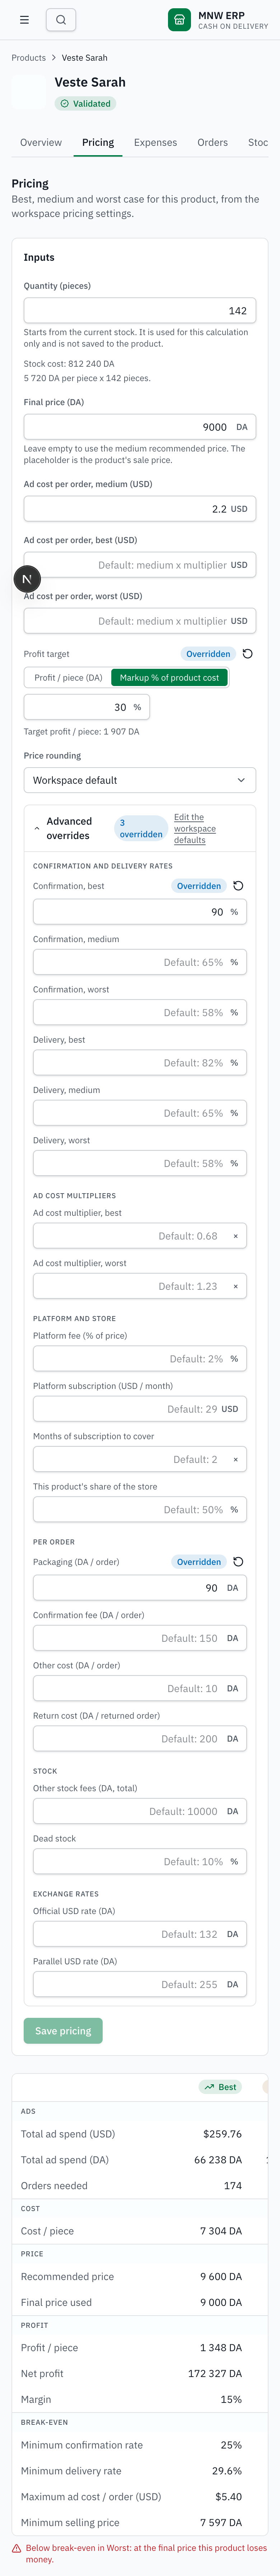 MNW ERP
CASH ON DELIVERY
Products > Veste Sarah
Veste Sarah
Validated
Overview Pricing Expenses Orders Stoc
Pricing
Best, medium and worst case for this product, from the
workspace pricing settings.
Inputs
Quantity (pieces)
142
Starts from the current stock. It is used for this calculation
only and is not saved to the product.
Stock cost: 812 240 DA
5 720 DA per piece x 142 pieces.
Final price (DA)
9000 DA
Leave empty to use the medium recommended price. The
placeholder is the product's sale price.
Ad cost per order, medium (USD)
2.2 USD
Ad cost per order, best (USD)
Default: medium x multiplier USD
N
Ad cost per order, worst (USD)
Default: medium x multiplier USD
Profit target Overridden
Profit / piece (DA) Markup % of product cost
30 %
Target profit / piece: 1 907 DA
Price rounding
Workspace default
Advanced overrides
3 overridden
Edit the workspace defaults
CONFIRMATION AND DELIVERY RATES
Confirmation, best Overridden
90 %
Confirmation, medium
Default: 65% %
Confirmation, worst
Default: 58% %
Delivery, best
Default: 82% %
Delivery, medium
Default: 65% %
Delivery, worst
Default: 58% %
AD COST MULTIPLIERS
Ad cost multiplier, best
Default: 0.68 ×
Ad cost multiplier, worst
Default: 1.23 ×
PLATFORM AND STORE
Platform fee (% of price)
Default: 2% %
Platform subscription (USD / month)
Default: 29 USD
Months of subscription to cover
Default: 2 ×
This product's share of the store
Default: 50% %
PER ORDER
Packaging (DA / order) Overridden
90 DA
Confirmation fee (DA / order)
Default: 150 DA
Other cost (DA / order)
Default: 10 DA
Return cost (DA / returned order)
Default: 200 DA
STOCK
Other stock fees (DA, total)
Default: 10000 DA
Dead stock
Default: 10% %
EXCHANGE RATES
Official USD rate (DA)
Default: 132 DA
Parallel USD rate (DA)
Default: 255 DA
Save pricing
Best
ADS
Total ad spend (USD) $259.76
Total ad spend (DA) 66 238 DA
Orders needed 174
COST
Cost / piece 7 304 DA
PRICE
Recommended price 9 600 DA
Final price used 9 000 DA
PROFIT
Profit / piece 1 348 DA
Net profit 172 327 DA
Margin 15%
BREAK-EVEN
Minimum confirmation rate 25%
Minimum delivery rate 29.6%
Maximum ad cost / order (USD) $5.40
Minimum selling price 7 597 DA
Below break-even in Worst: at the final price this product loses
money.